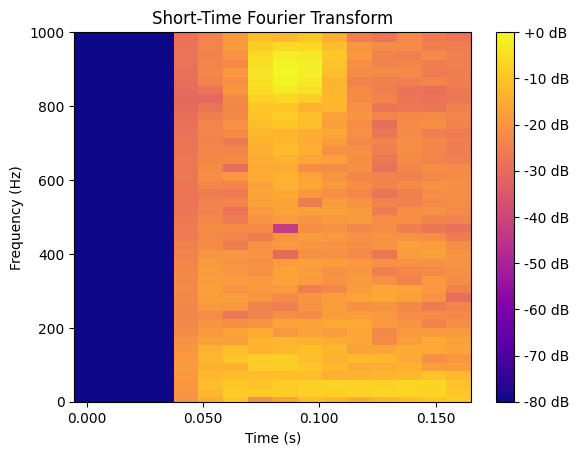 Short-Time Fourier Transform
1000
800
600
400
200
0
Frequency (Hz)
0.000
0.050
0.100
0.150
Time (s)
+0 dB
-10 dB
-20 dB
-30 dB
-40 dB
-50 dB
-60 dB
-70 dB
-80 dB